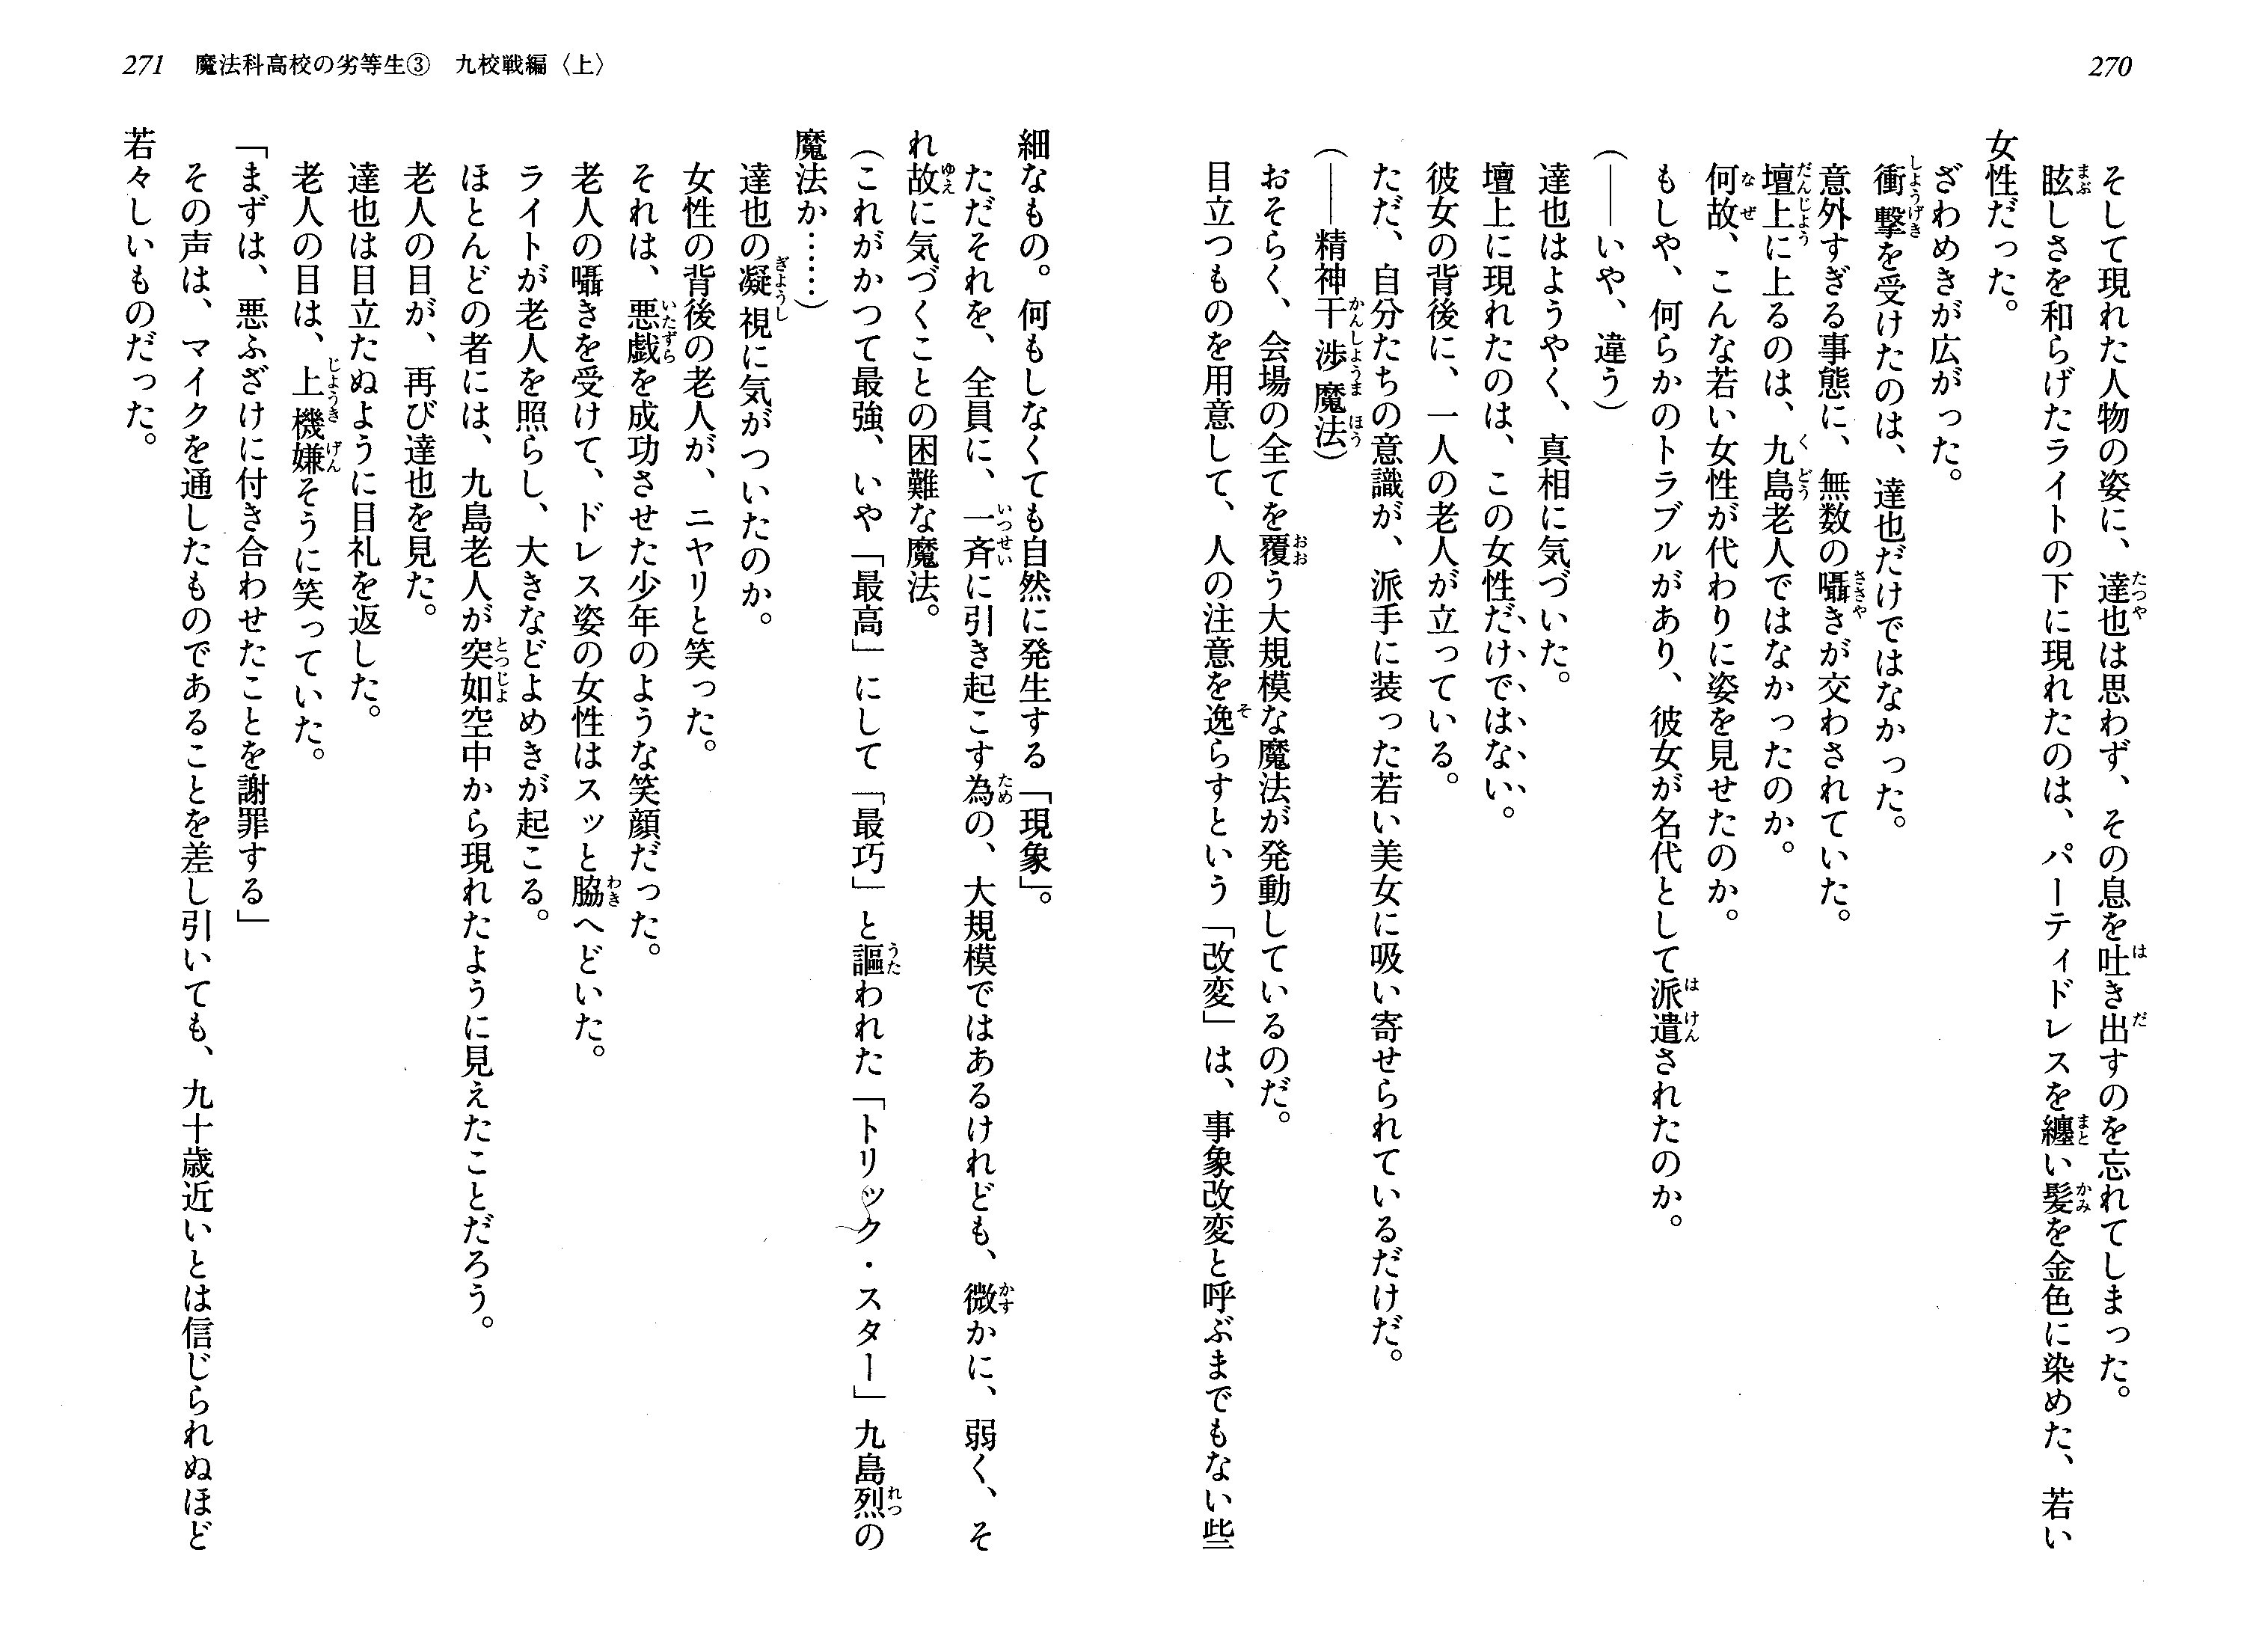 270
そして現れた人物の姿に、達也は思わず、その息を吐き出すのを忘れてしまった。
眩しさを和らげたライトの下に現れたのは、パーティドレスを纏い髪を金色に染めた、若い
女性だった。
ざわめきが広がった。
衝撃を受けたのは、達也だけではなかった。
意外すぎる事態に、無数の囁きが交わされていた。
壇上に上るのは、九島老人ではなかったのか。
何故、こんな若い女性が代わりに姿を見せたのか。
もしや、何らかのトラブルがあり、彼女が名代として派遣されたのか。
(――いや、違う)
達也はようやく、真相に気づいた。
壇上に現れたのは、この女性だけではない。
彼女の背後に、一人の老人が立っている。
ただ、自分たちの意識が、派手に装った若い美女に吸い寄せられているだけだ。
(――精神干渉魔法)
おそらく、会場の全てを覆う大規模な魔法が発動しているのだ。
目立つものを用意して、人の注意を逸らすという「改変」は、事象改変と呼ぶまでもない些
271 魔法科高校の劣等生③ 九校戦編〈上〉
細なもの。何もしなくても自然に発生する「現象」。
ただそれを、全員に、一斉に引き起こす為の、大規模ではあるけれども、微かに、弱く、そ
れ故に気づくことの困難な魔法。
(これがかつて最強、いや「最高」にして「最巧」と謳われた「トリック・スター」九島烈の
魔法か……)
達也の凝視に気がついたのか。
女性の背後の老人が、ニヤリと笑った。
それは、悪戯を成功させた少年のような笑顔だった。
老人の囁きを受けて、ドレス姿の女性はスッと脇へどいた。
ライトが老人を照らし、大きなどよめきが起こる。
ほとんどの者には、九島老人が突如空中から現れたように見えたことだろう。
老人の目が、再び達也を見た。
達也は目立たぬように目礼を返した。
老人の目は、上機嫌そうに笑っていた。
「まずは、悪ふざけに付き合わせたことを謝罪する」
その声は、マイクを通したものであることを差し引いても、九十歳近いとは信じられぬほど
若々しいものだった。